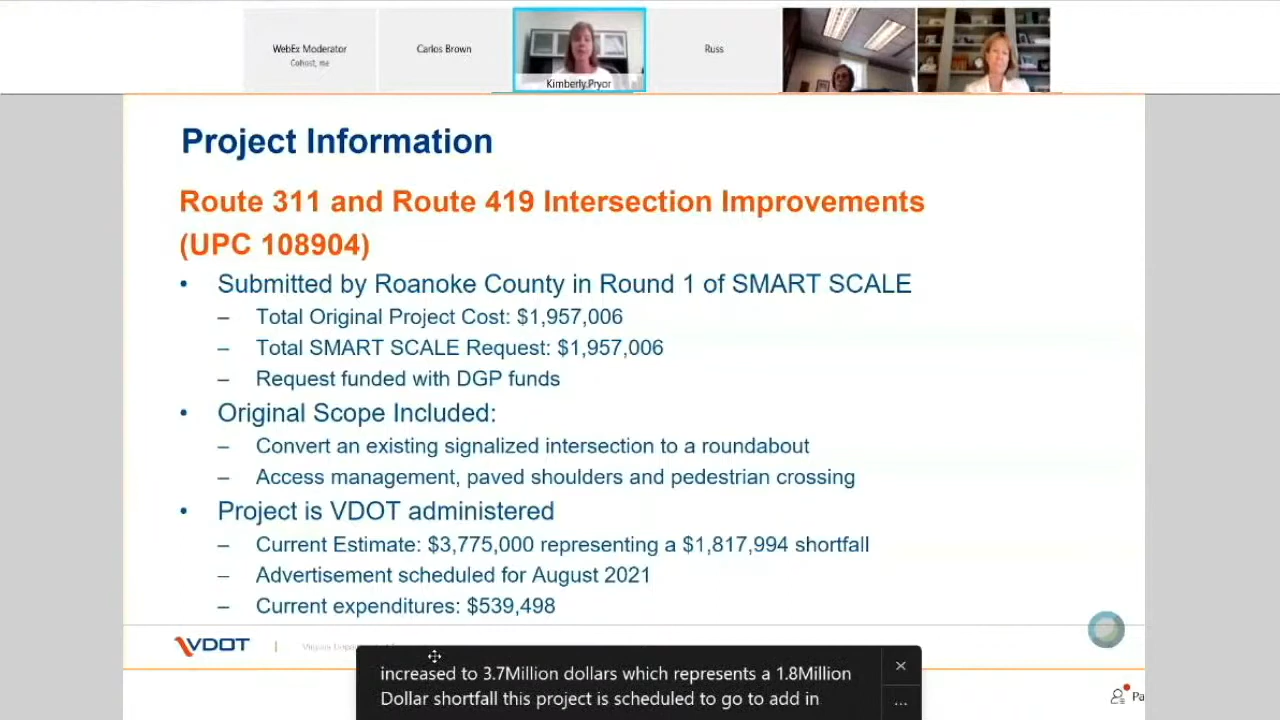 WebEx Moderator
Cohost, me
Carlos Brown
Kimberly Pryor
Russ
Project Information
Route 311 and Route 419 Intersection Improvements
(UPC 108904)
• Submitted by Roanoke County in Round 1 of SMART SCALE
– Total Original Project Cost: $1,957,006
– Total SMART SCALE Request: $1,957,006
– Request funded with DGP funds
• Original Scope Included:
– Convert an existing signalized intersection to a roundabout
– Access management, paved shoulders and pedestrian crossing
• Project is VDOT administered
– Current Estimate: $3,775,000 representing a $1,817,994 shortfall
– Advertisement scheduled for August 2021
– Current expenditures: $539,498
VDOT
increased to 3.7Million dollars which represents a 1.8Million
Dollar shortfall this project is scheduled to go to add in
Pa